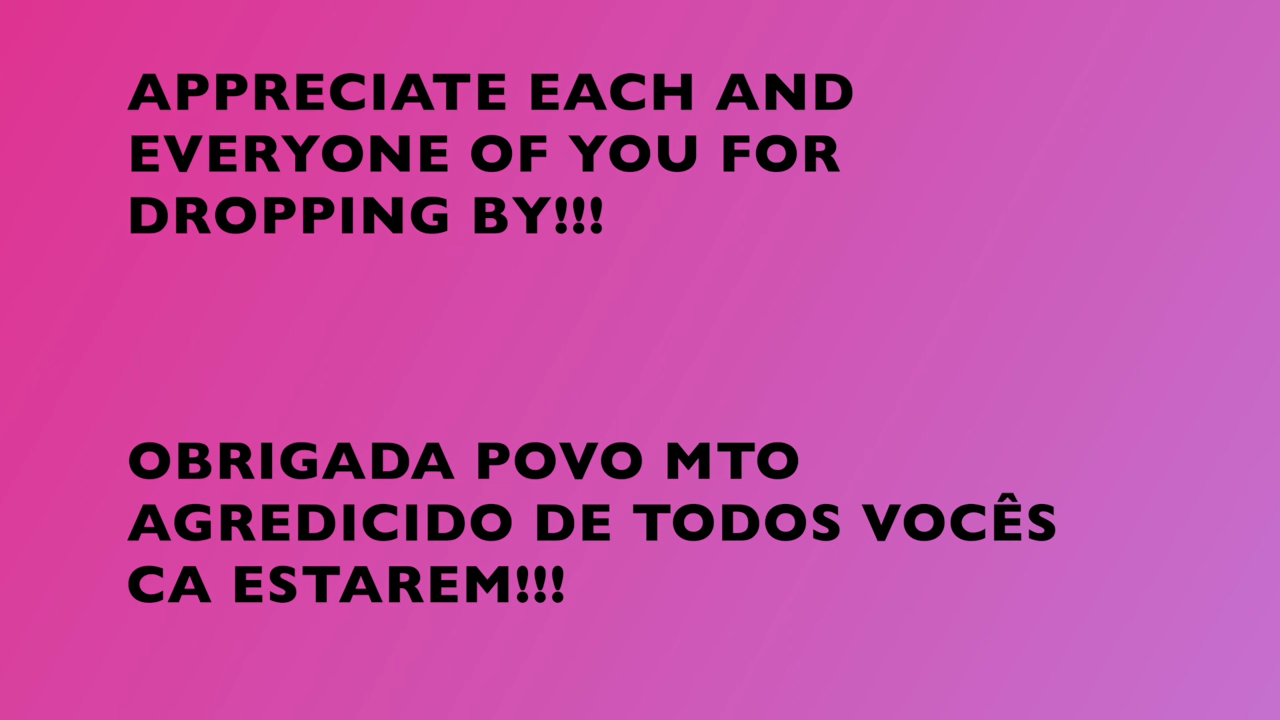 APPRECIATE EACH AND
EVERYONE OF YOU FOR
DROPPING BY!!!
OBRIGADA POVO MTO
AGREDICIDO DE TODOS VOCÊS
CA ESTAREM!!!